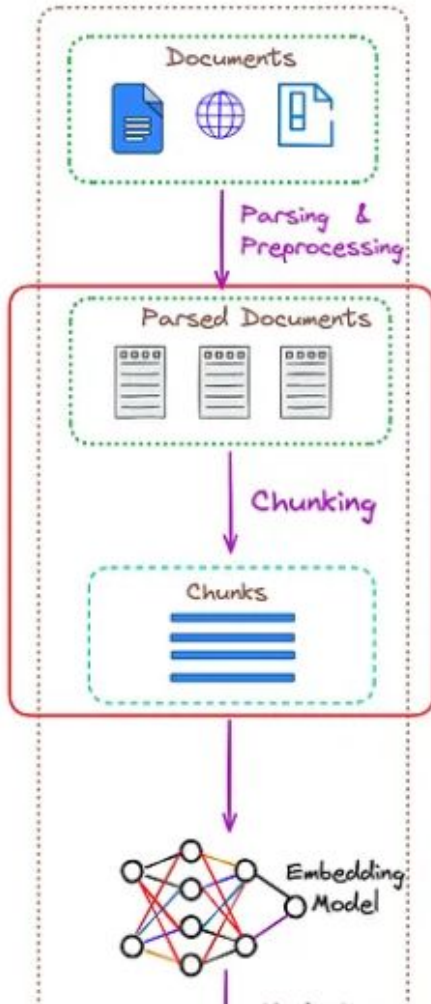 Documents
Parsing &
Preprocessing
Parsed Documents
Chunking
Chunks
Embedding
Model